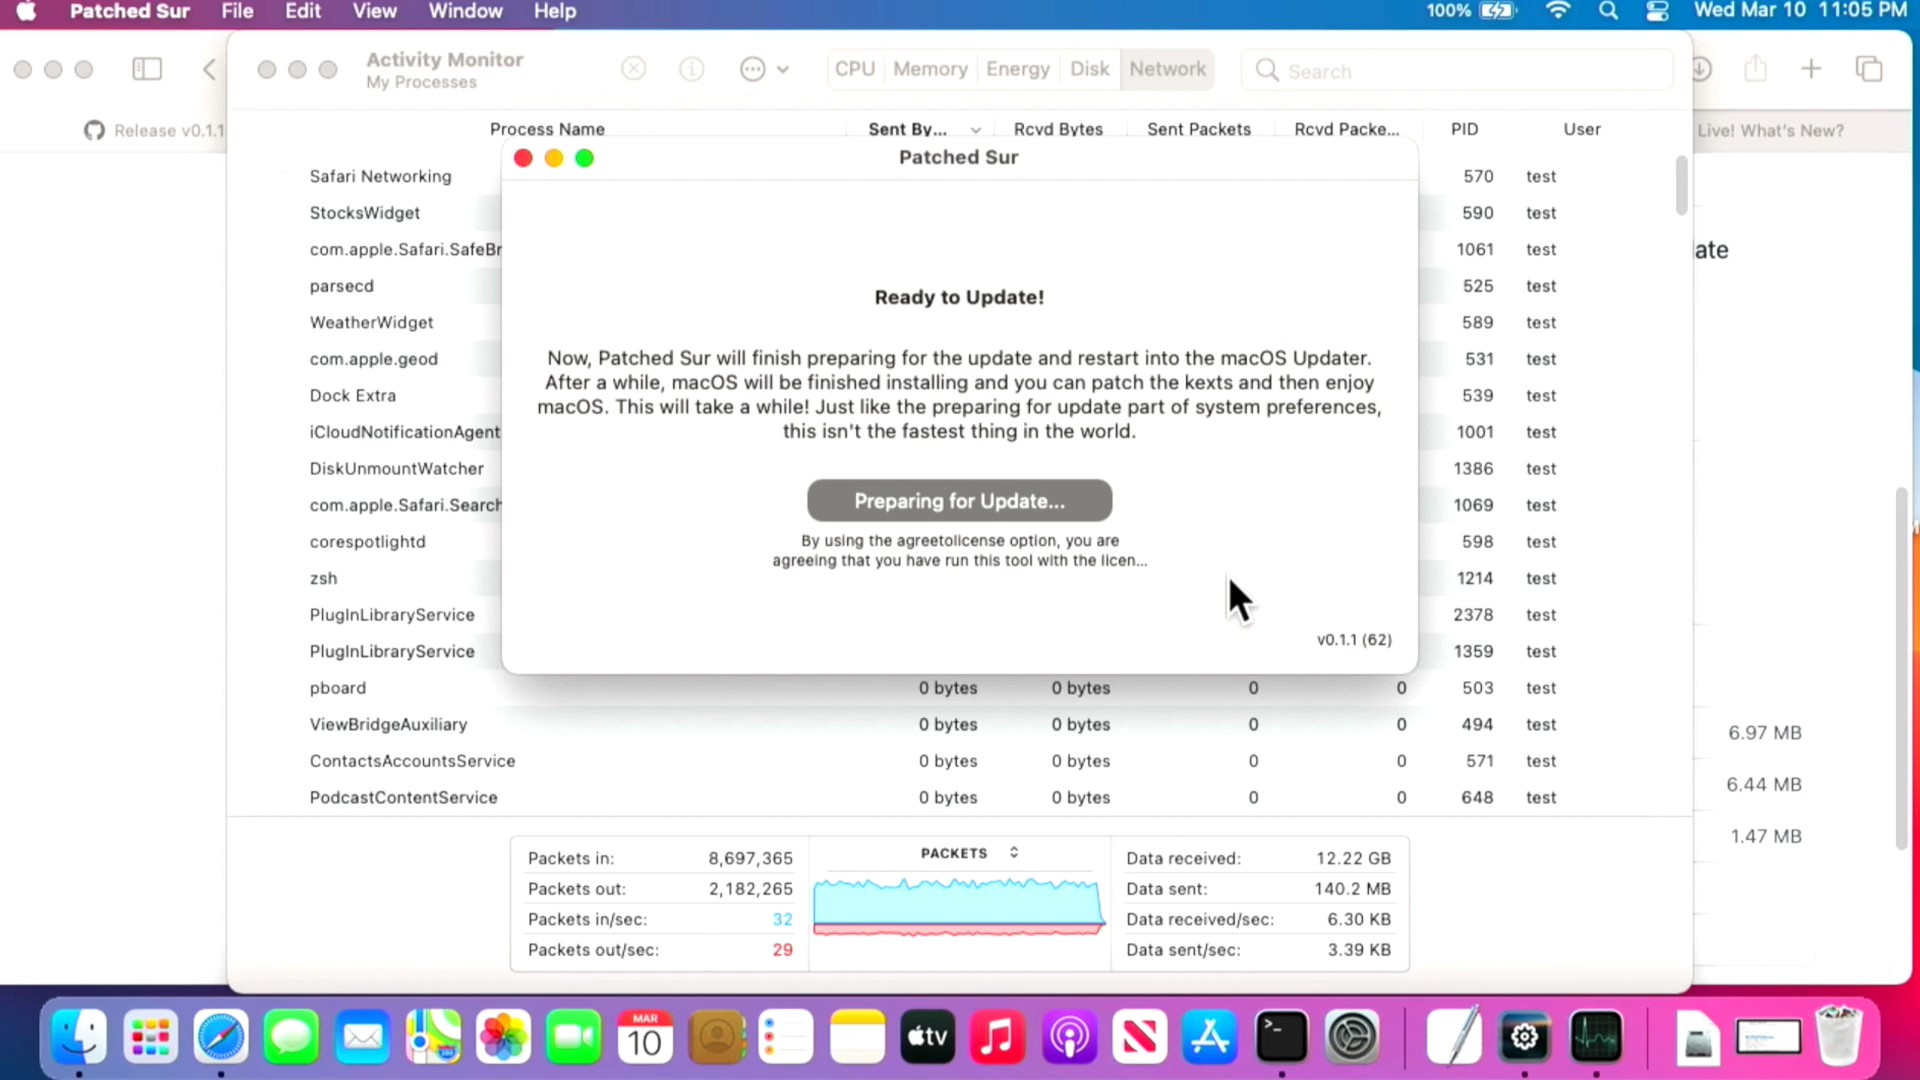 Patched Sur File Edit View Window Help 100% Wed Mar 10 11:05 PM
Activity Monitor
My Processes
CPU Memory Energy Disk Network
Search
Release v0.1.1
Live! What's New?
Process Name Sent By... Rcvd Bytes Sent Packets Rcvd Packe... PID User
Patched Sur
Safari Networking 570 test
StocksWidget 590 test
com.apple.Safari.SafeBr 1061 test
ate
parsecd 525 test
WeatherWidget 589 test
com.apple.geod 531 test
Dock Extra 539 test
iCloudNotificationAgent 1001 test
DiskUnmountWatcher 1386 test
com.apple.Safari.Search 1069 test
corespotlightd 598 test
zsh 1214 test
PlugInLibraryService 2378 test
PlugInLibraryService 1359 test
Ready to Update!
Now, Patched Sur will finish preparing for the update and restart into the macOS Updater.
After a while, macOS will be finished installing and you can patch the kexts and then enjoy
macOS. This will take a while! Just like the preparing for update part of system preferences,
this isn't the fastest thing in the world.
Preparing for Update...
By using the agreetolicense option, you are
agreeing that you have run this tool with the licen...
v0.1.1 (62)
pboard 0 bytes 0 bytes 0 0 503 test
ViewBridgeAuxiliary 0 bytes 0 bytes 0 0 494 test
ContactsAccountsService 0 bytes 0 bytes 0 0 571 test
PodcastContentService 0 bytes 0 bytes 0 0 648 test
6.97 MB
6.44 MB
1.47 MB
Packets in: 8,697,365
Packets out: 2,182,265
Packets in/sec: 32
Packets out/sec: 29
PACKETS
Data received: 12.22 GB
Data sent: 140.2 MB
Data received/sec: 6.30 KB
Data sent/sec: 3.39 KB
MAR
10
tv